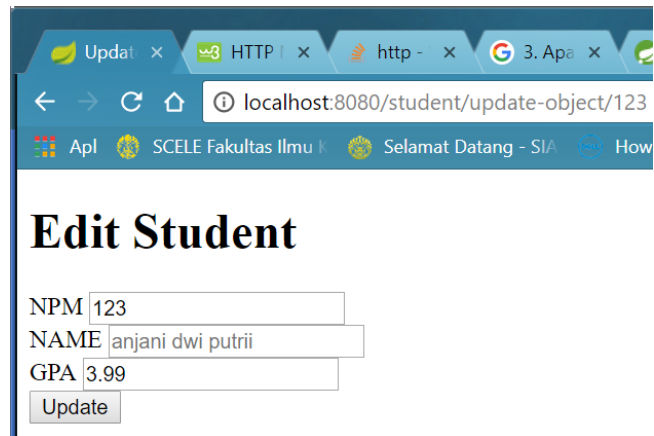 Updat
HTTP
http -
3. Apa
localhost:8080/student/update-object/123
Apl SCELE Fakultas Ilmu K Selamat Datang - SIA How
Edit Student
NPM 123
NAME anjani dwi putrii
GPA 3.99
Update